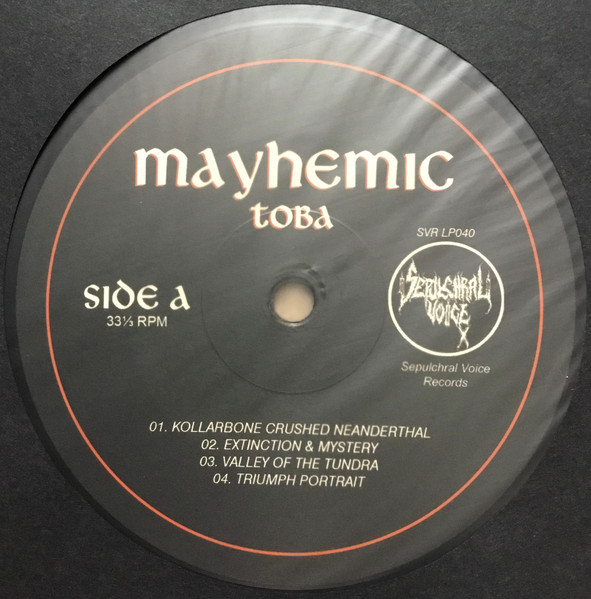 mayhemic
toba
SVR LP040
SEPULCHRAL
VOICE
SIDE A
33⅓ RPM
Sepulchral Voice
Records
01. KOLLARBONE CRUSHED NEANDERTHAL
02. EXTINCTION & MYSTERY
03. VALLEY OF THE TUNDRA
04. TRIUMPH PORTRAIT